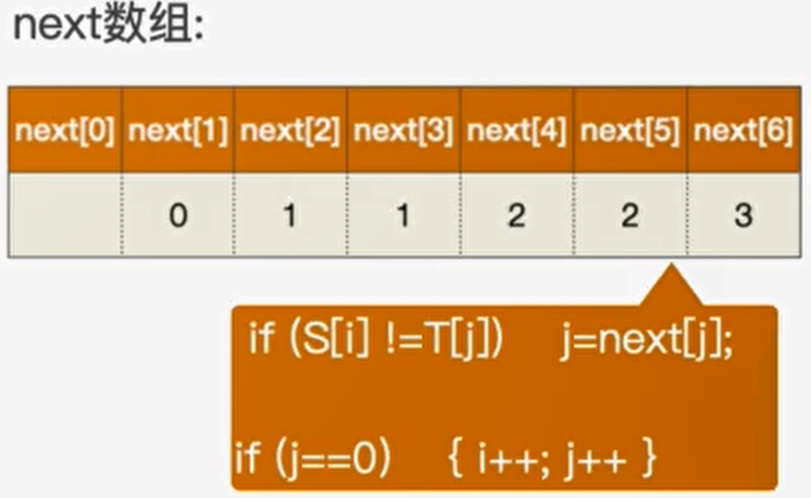 next数组:
next[0] next[1] next[2] next[3] next[4] next[5] next[6]
0 1 1 2 2 3
if (S[i] !=T[j]) j=next[j];
if (j==0) { i++; j++ }